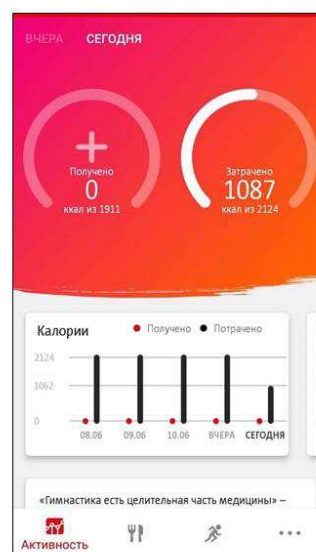 ВЧЕРА СЕГОДНЯ
Получено
0
ккал из 1911
Затрачено
1087
ккал из 2124
Калории
Получено Потрачено
2124
1062
0
08.06 09.06 10.06 ВЧЕРА СЕГОДНЯ
«Гимнастика есть целительная часть медицины» –
Активность